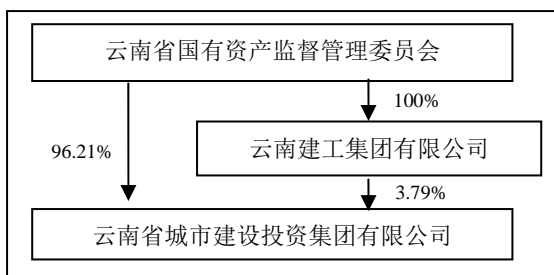 云南省国有资产监督管理委员会
100%
云南建工集团有限公司
96.21%
3.79%
云南省城市建设投资集团有限公司